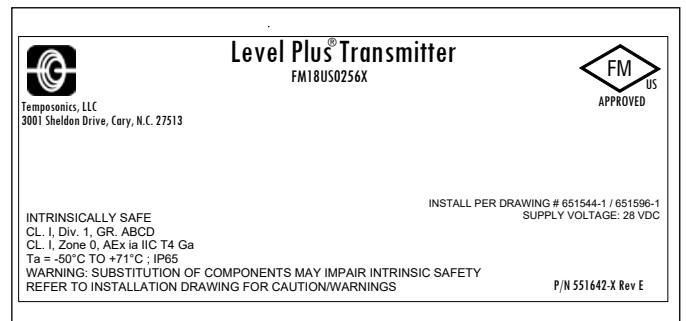 Level Plus® Transmitter
FM18US0256X
FM
US
APPROVED
Temposonics, LLC
3001 Sheldon Drive, Cary, N.C. 27513
INSTALL PER DRAWING # 651544-1 / 651596-1
SUPPLY VOLTAGE: 28 VDC
INTRINSICALLY SAFE
CL. I, Div. 1, GR. ABCD
CL. I, Zone 0, AEx ia IIC T4 Ga
Ta = -50°C TO +71°C ; IP65
WARNING: SUBSTITUTION OF COMPONENTS MAY IMPAIR INTRINSIC SAFETY
REFER TO INSTALLATION DRAWING FOR CAUTION/WARNINGS
P/N 551642-X Rev E